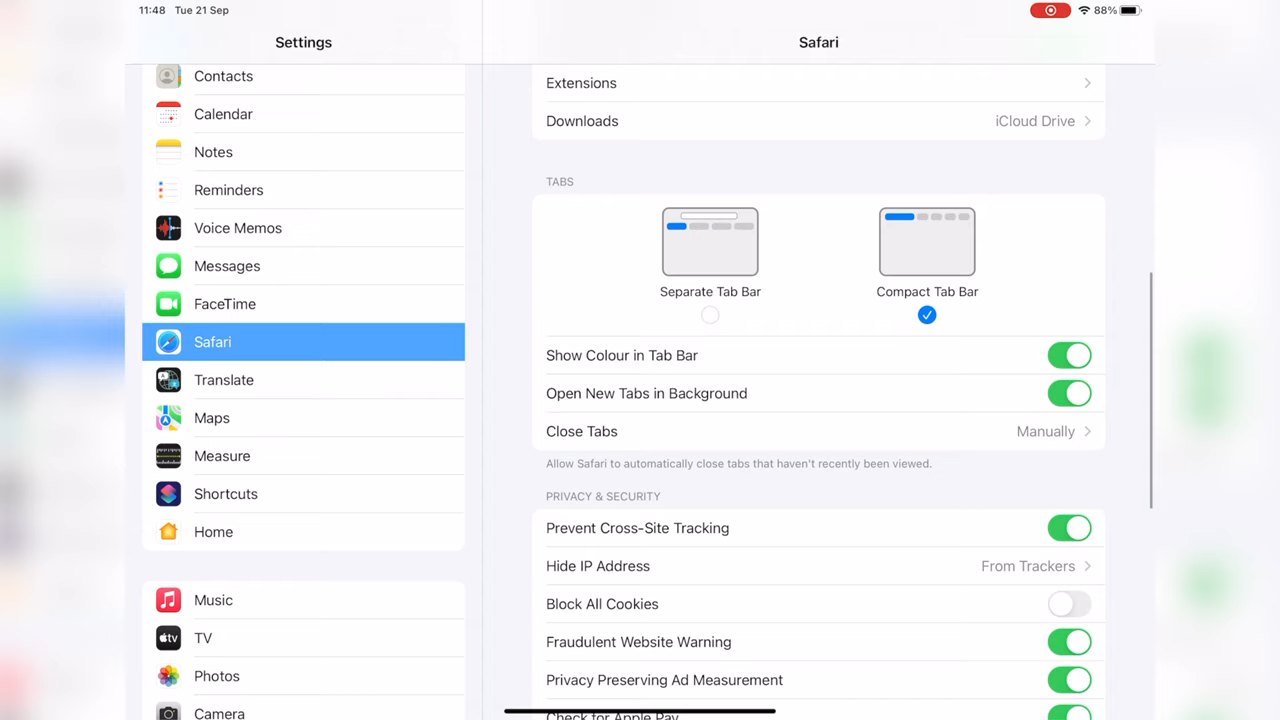 11:48 Tue 21 Sep
88%
Settings
Contacts
Calendar
Notes
Reminders
Voice Memos
Messages
FaceTime
Safari
Translate
Maps
Measure
Shortcuts
Home
Music
TV
Photos
Camera
Safari
Extensions
Downloads iCloud Drive
TABS
Separate Tab Bar Compact Tab Bar
Show Colour in Tab Bar
Open New Tabs in Background
Close Tabs Manually
Allow Safari to automatically close tabs that haven't recently been viewed.
PRIVACY & SECURITY
Prevent Cross-Site Tracking
Hide IP Address From Trackers
Block All Cookies
Fraudulent Website Warning
Privacy Preserving Ad Measurement
Check for Apple Pay